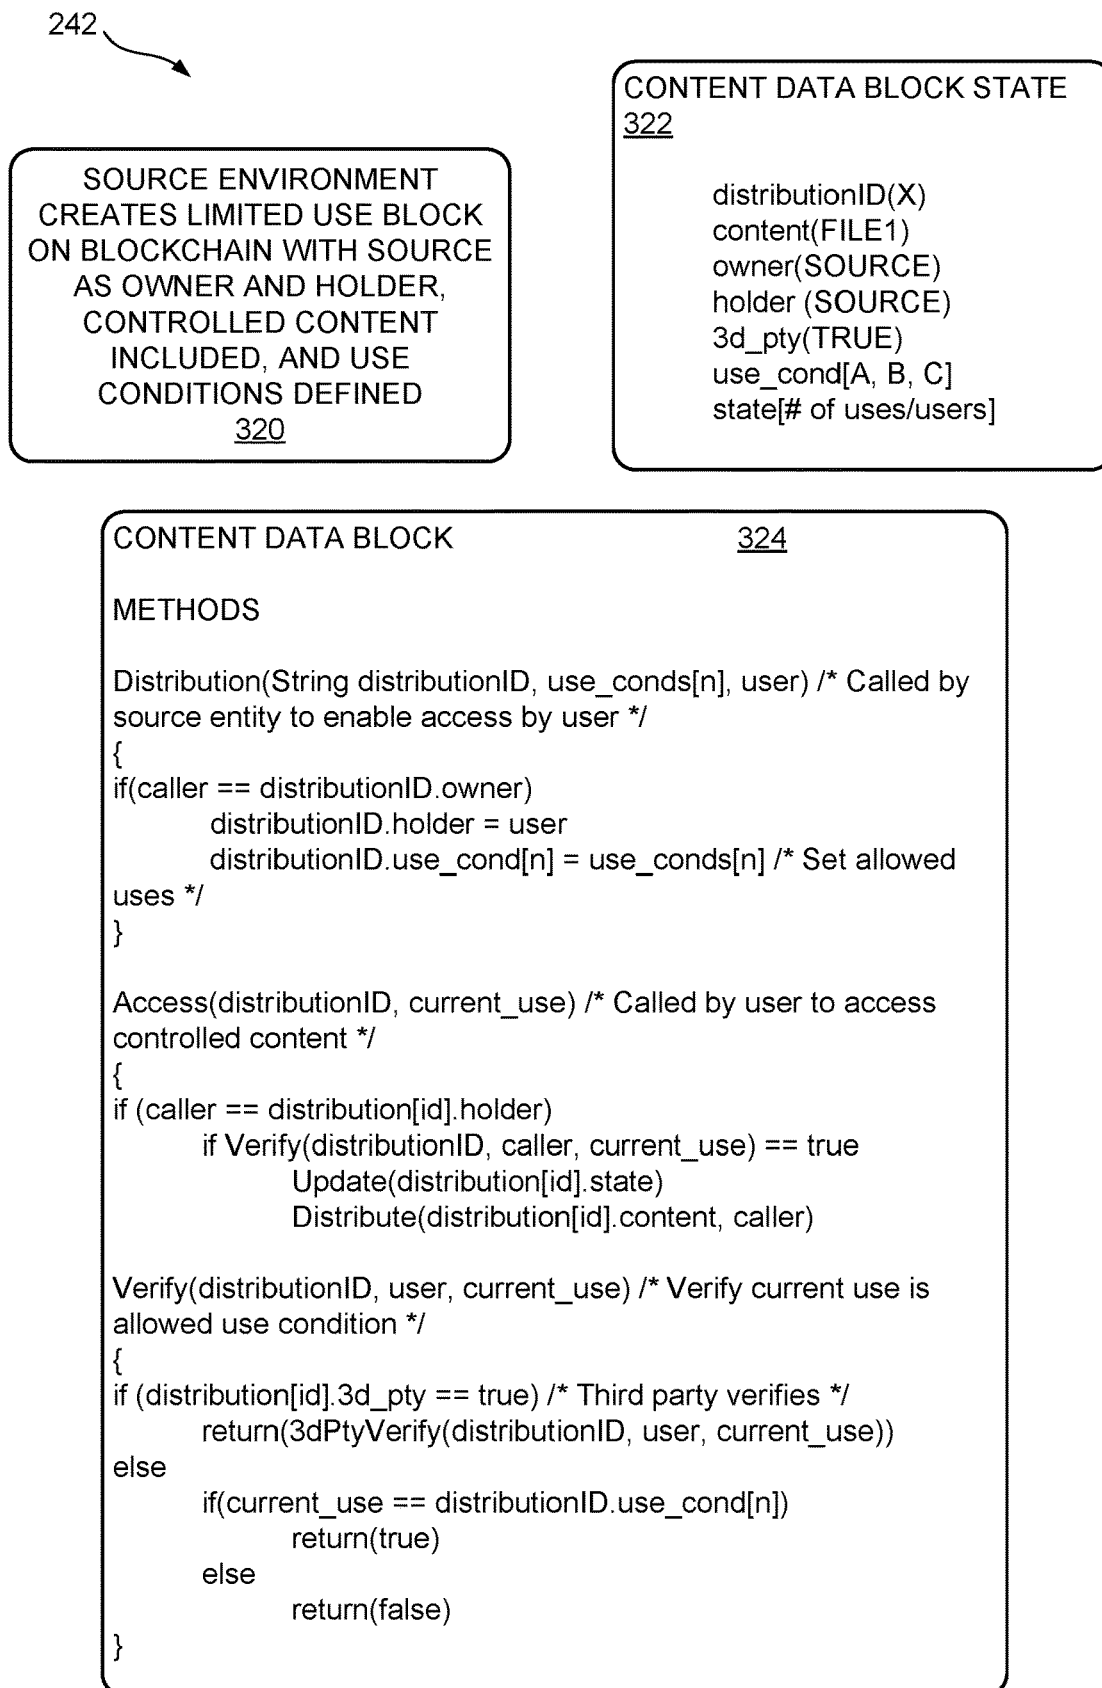 242
SOURCE ENVIRONMENT
CREATES LIMITED USE BLOCK
ON BLOCKCHAIN WITH SOURCE
AS OWNER AND HOLDER,
CONTROLLED CONTENT
INCLUDED, AND USE
CONDITIONS DEFINED
320
CONTENT DATA BLOCK STATE
322
distributionID(X)
content(FILE1)
owner(SOURCE)
holder (SOURCE)
3d_pty(TRUE)
use_cond[A, B, C]
state[# of uses/users]
CONTENT DATA BLOCK 324
METHODS
Distribution(String distributionID, use_conds[n], user) /* Called by
source entity to enable access by user */
{
if(caller == distributionID.owner)
distributionID.holder = user
distributionID.use_cond[n] = use_conds[n] /* Set allowed
uses */
}
Access(distributionID, current_use) /* Called by user to access
controlled content */
{
if (caller == distribution[id].holder)
if Verify(distributionID, caller, current_use) == true
Update(distribution[id].state)
Distribute(distribution[id].content, caller)
Verify(distributionID, user, current_use) /* Verify current use is
allowed use condition */
{
if (distribution[id].3d_pty == true) /* Third party verifies */
return(3dPtyVerify(distributionID, user, current_use))
else
if(current_use == distributionID.use_cond[n])
return(true)
else
return(false)
}